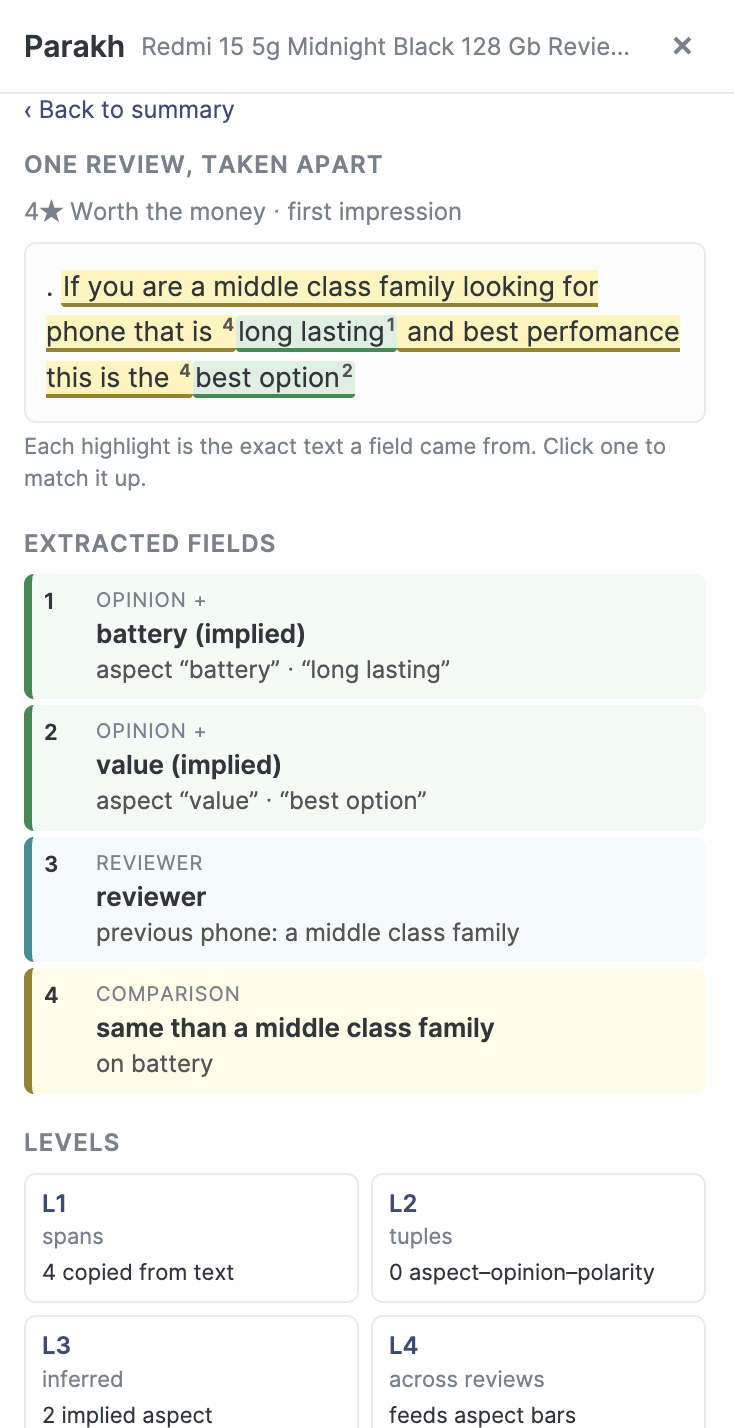 Parakh Redmi 15 5g Midnight Black 128 Gb Revie... ✕
‹ Back to summary
ONE REVIEW, TAKEN APART
4★ Worth the money · first impression
. If you are a middle class family looking for
phone that is 4 long lasting1 and best perfomance
this is the 4 best option2
Each highlight is the exact text a field came from. Click one to
match it up.
EXTRACTED FIELDS
1 OPINION +
battery (implied)
aspect “battery” · “long lasting”
2 OPINION +
value (implied)
aspect “value” · “best option”
3 REVIEWER
reviewer
previous phone: a middle class family
4 COMPARISON
same than a middle class family
on battery
LEVELS
L1
spans
4 copied from text
L2
tuples
0 aspect–opinion–polarity
L3
inferred
2 implied aspect
L4
across reviews
feeds aspect bars